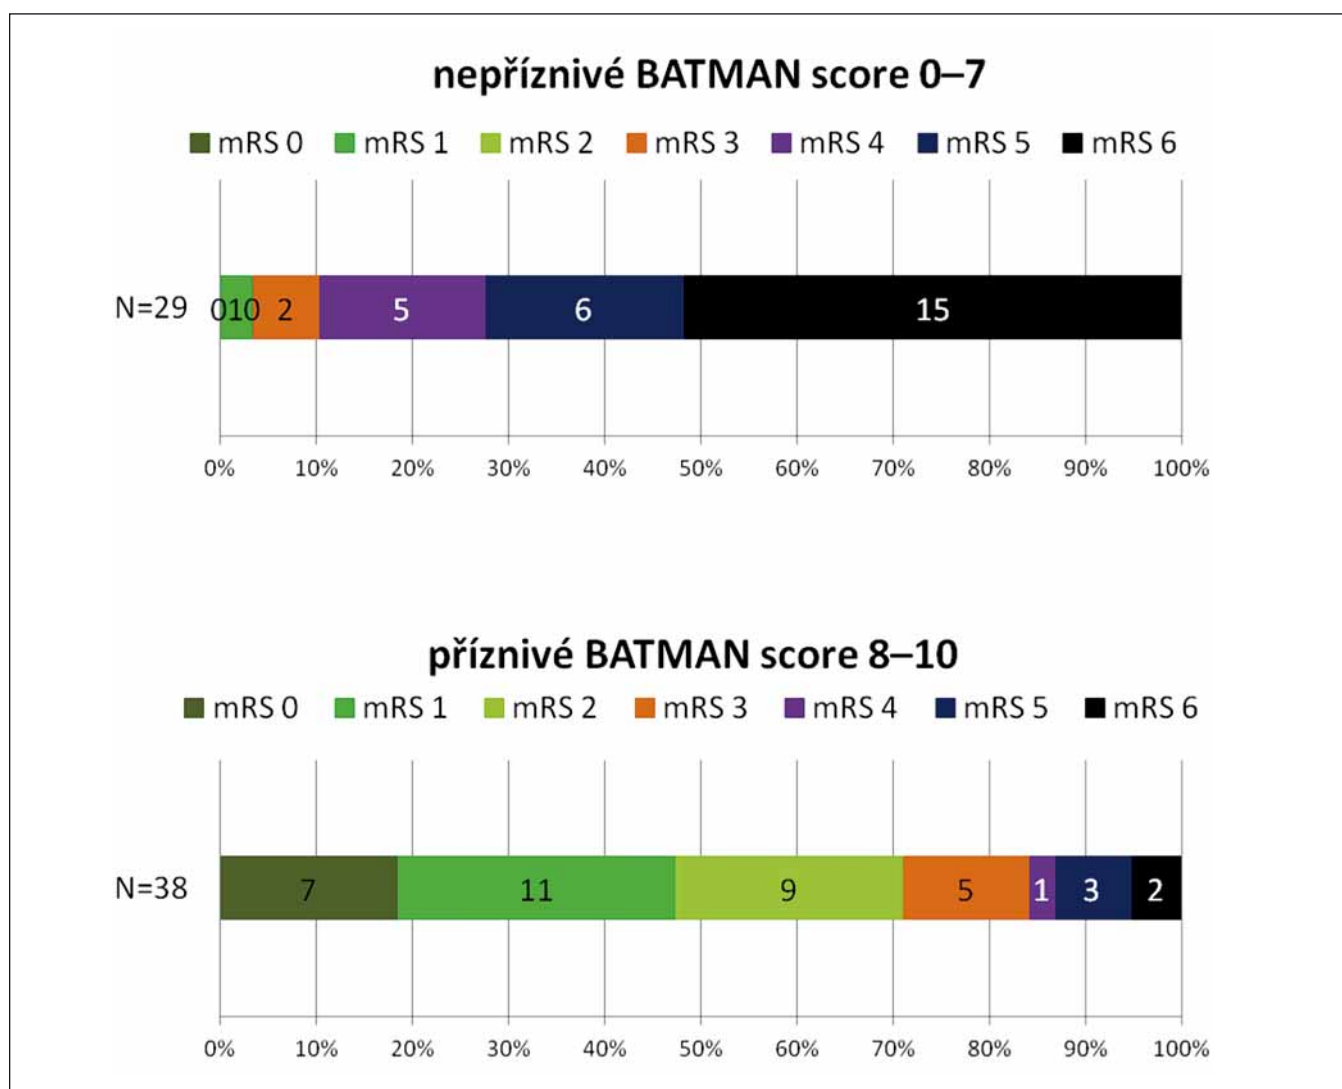 nepříznivé BATMAN score 0–7
mRS 0 mRS 1 mRS 2 mRS 3 mRS 4 mRS 5 mRS 6
N=29 010 2 5 6 15
0% 10% 20% 30% 40% 50% 60% 70% 80% 90% 100%
příznivé BATMAN score 8–10
mRS 0 mRS 1 mRS 2 mRS 3 mRS 4 mRS 5 mRS 6
N=38 7 11 9 5 1 3 2
0% 10% 20% 30% 40% 50% 60% 70% 80% 90% 100%